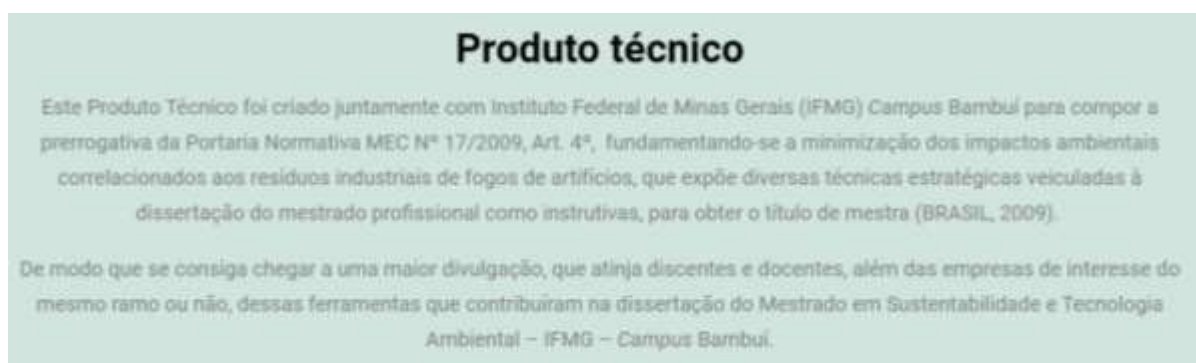 Produto técnico
Este Produto Técnico foi criado juntamente com Instituto Federal de Minas Gerais (IFMG) Campus Bambuí para compor a
prerrogativa da Portaria Normativa MEC Nº 17/2009, Art. 4º, fundamentando-se a minimização dos impactos ambientais
correlacionados aos resíduos industriais de fogos de artifícios, que expõe diversas técnicas estratégicas veiculadas à
dissertação do mestrado profissional como instrutivas, para obter o título de mestra (BRASIL, 2009).
De modo que se consiga chegar a uma maior divulgação, que atinja discentes e docentes, além das empresas de interesse do
mesmo ramo ou não, dessas ferramentas que contribuíram na dissertação do Mestrado em Sustentabilidade e Tecnologia
Ambiental – IFMG – Campus Bambuí.